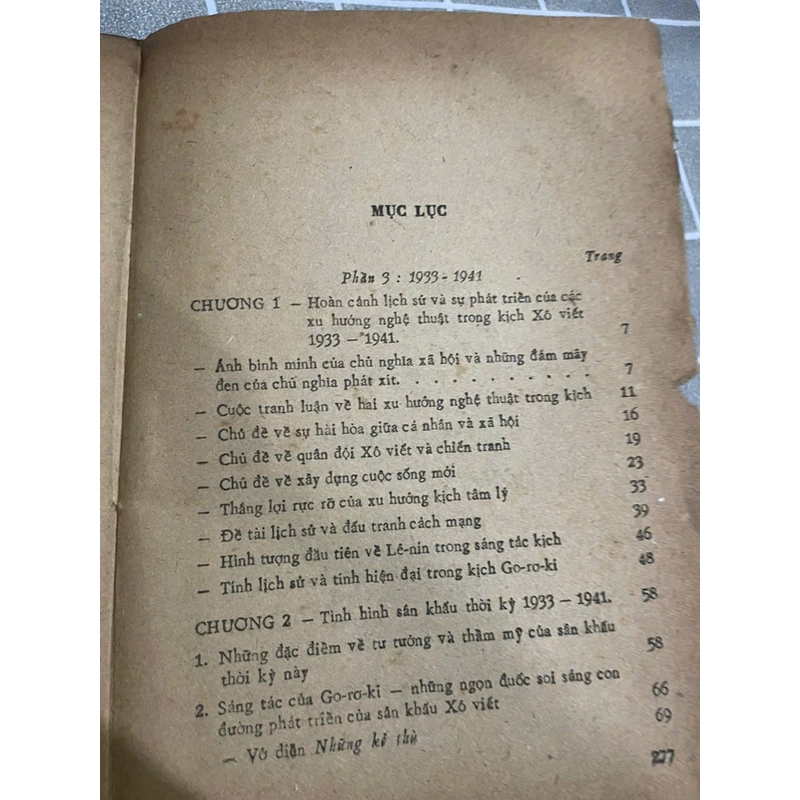 MỤC LỤC
Trang
Phần 3 : 1933 - 1941
CHƯƠNG 1 — Hoàn cảnh lịch sử và sự phát triển của các
xu hướng nghệ thuật trong kịch Xô viết
1933 — 1941. 7
— Ánh bình minh của chủ nghĩa xã hội và những đám mây
đen của chủ nghĩa phát xít. . . . . . . . . . . 7
— Cuộc tranh luận về hai xu hướng nghệ thuật trong kịch 11
— Chủ đề về sự hài hòa giữa cá nhân và xã hội 16
— Chủ đề về quân đội Xô viết và chiến tranh 19
— Chủ đề về xây dựng cuộc sống mới 23
— Thắng lợi rực rỡ của xu hướng kịch tâm lý 33
— Đề tài lịch sử và đấu tranh cách mạng 39
— Hình tượng đầu tiên về Lê-nin trong sáng tác kịch 46
— Tính lịch sử và tính hiện đại trong kịch Go-rơ-ki 48
CHƯƠNG 2 — Tình hình sân khấu thời kỳ 1933 — 1941. 58
1. Những đặc điểm về tư tưởng và thẩm mỹ của sân khấu
thời kỳ này 58
2. Sáng tác của Go-rơ-ki — những ngọn đuốc soi sáng con
đường phát triển của sân khấu Xô viết 66
— Vở diễn Những kẻ thù 69
277